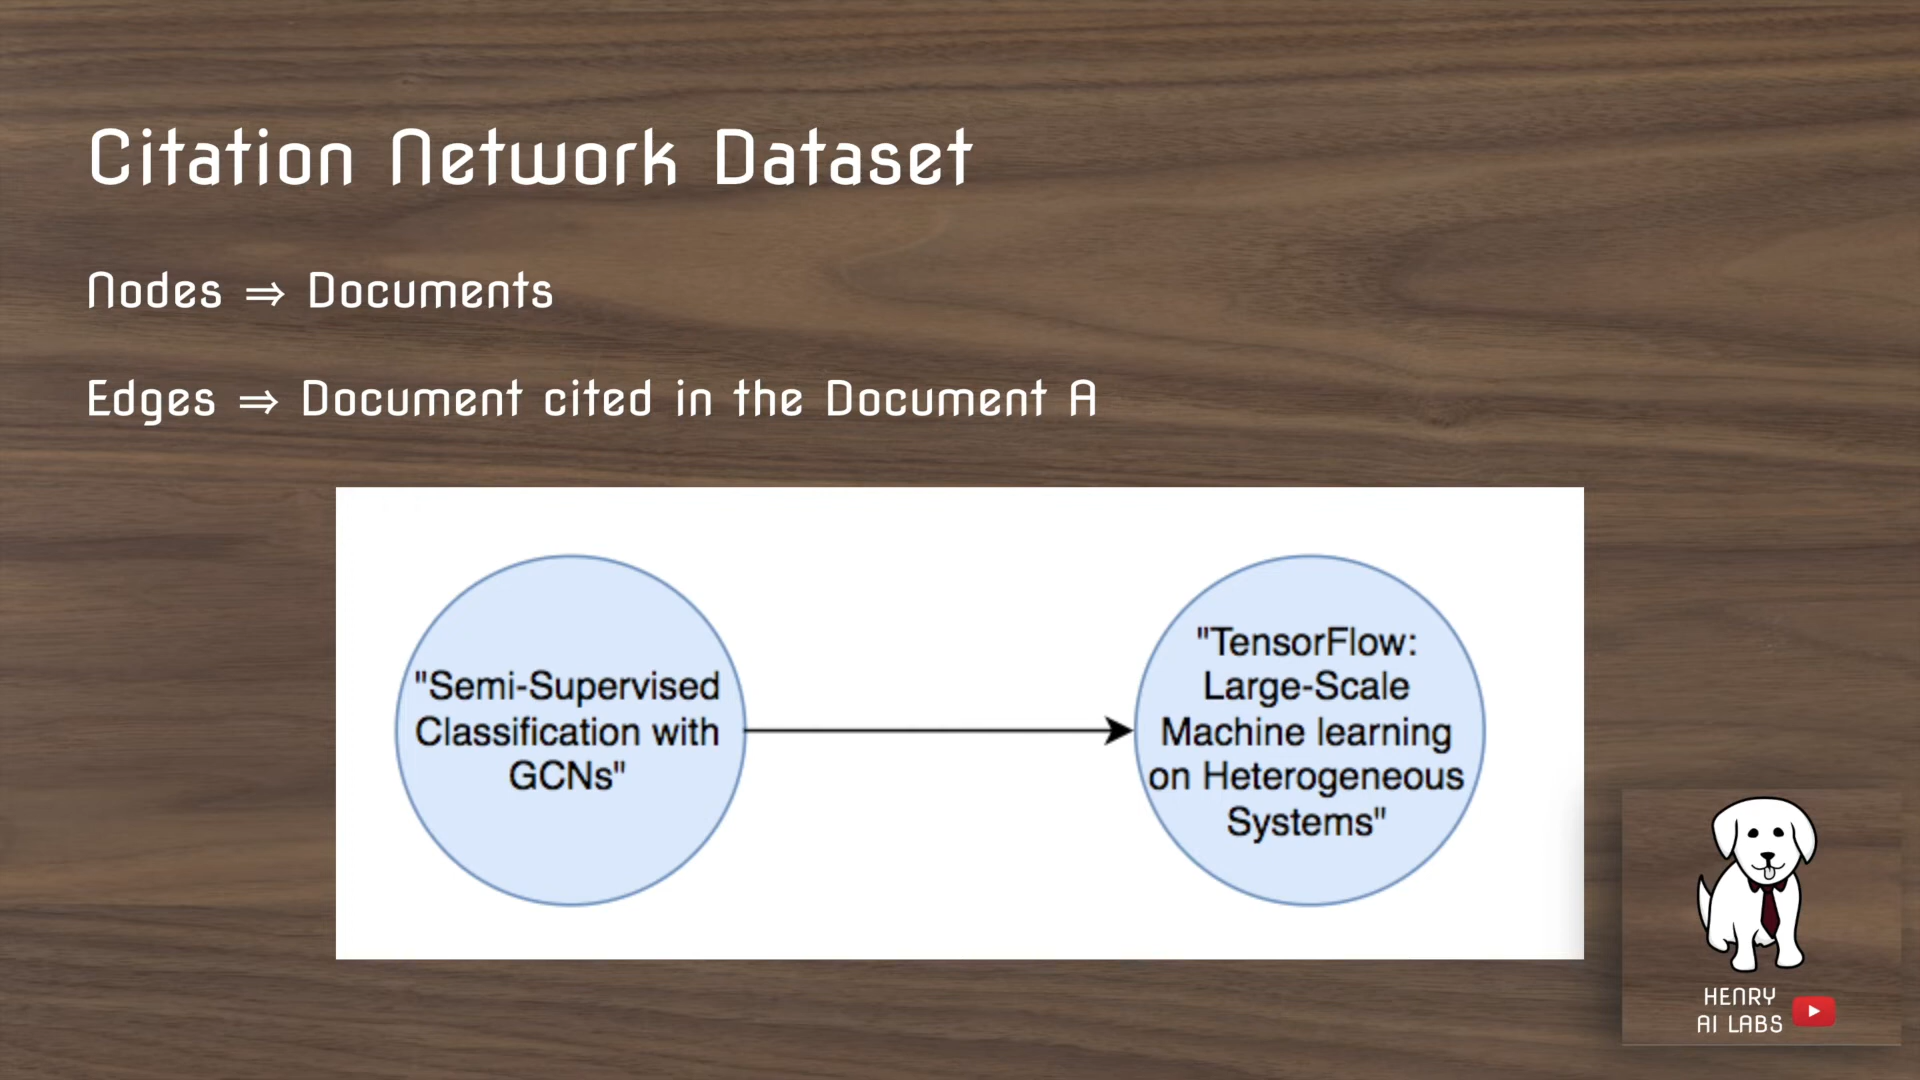 Citation Network Dataset
Nodes ⇒ Documents
Edges ⇒ Document cited in the Document A
"Semi-Supervised
Classification with
GCNs"
"TensorFlow:
Large-Scale
Machine learning
on Heterogeneous
Systems"
HENRY
AI LABS